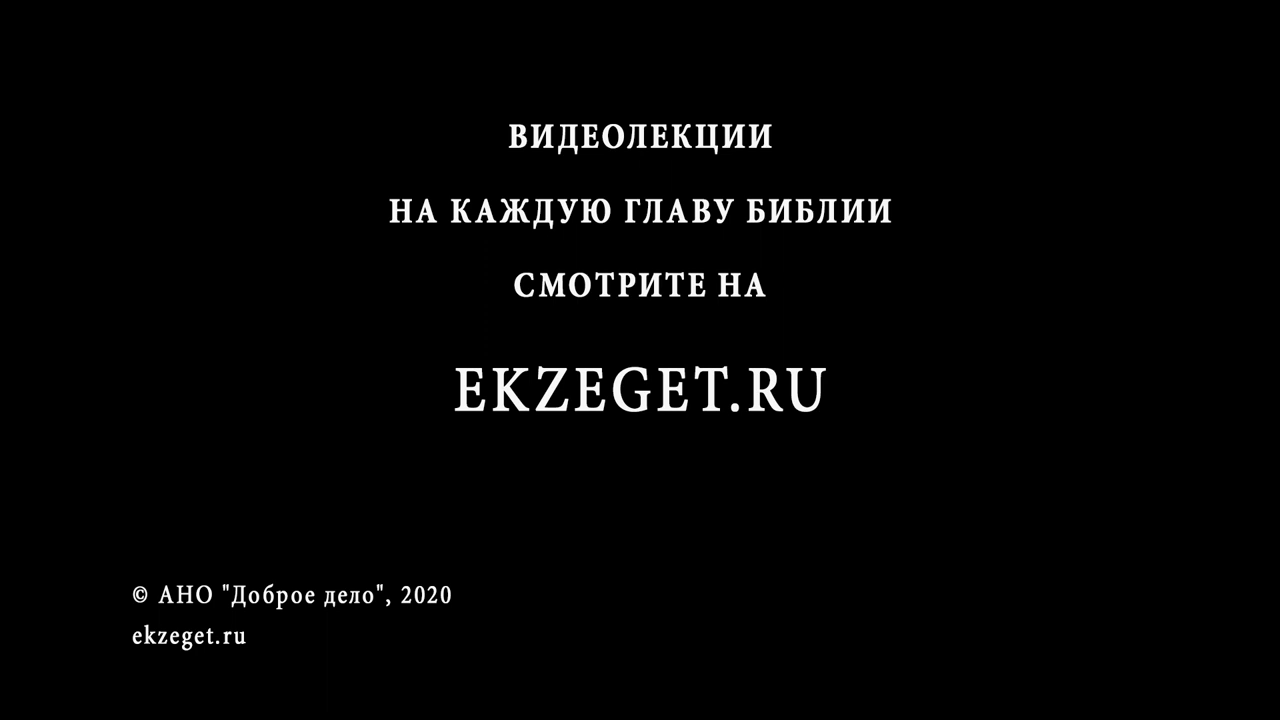 ВИДЕОЛЕКЦИИ
НА КАЖДУЮ ГЛАВУ БИБЛИИ
СМОТРИТЕ НА
EKZEGET.RU
© АНО "Доброе дело", 2020
ekzeget.ru